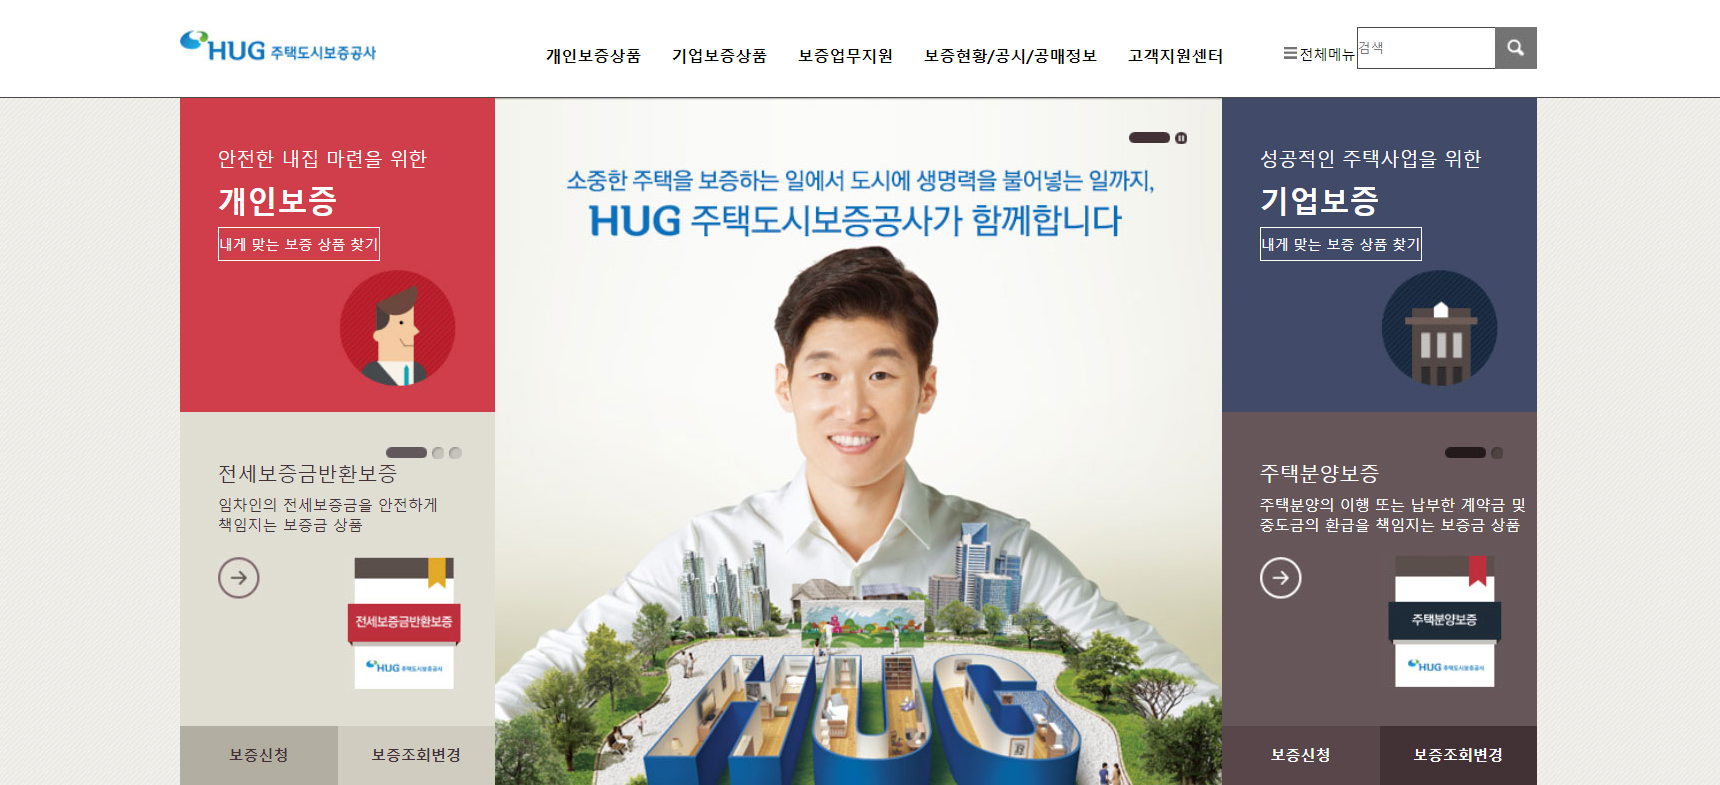 HUG 주택도시보증공사
개인보증상품 기업보증상품 보증업무지원 보증현황/공시/공매정보 고객지원센터
전체메뉴 검색
안전한 내집 마련을 위한
개인보증
내게 맞는 보증 상품 찾기
전세보증금반환보증
임차인의 전세보증금을 안전하게
책임지는 보증금 상품
전세보증금반환보증
HUG 주택도시보증공사
보증신청 보증조회변경
소중한 주택을 보증하는 일에서 도시에 생명력을 불어넣는 일까지,
HUG 주택도시보증공사가 함께합니다
HUG
성공적인 주택사업을 위한
기업보증
내게 맞는 보증 상품 찾기
주택분양보증
주택분양의 이행 또는 납부한 계약금 및
중도금의 환급을 책임지는 보증금 상품
주택분양보증
HUG 주택도시보증공사
보증신청 보증조회변경